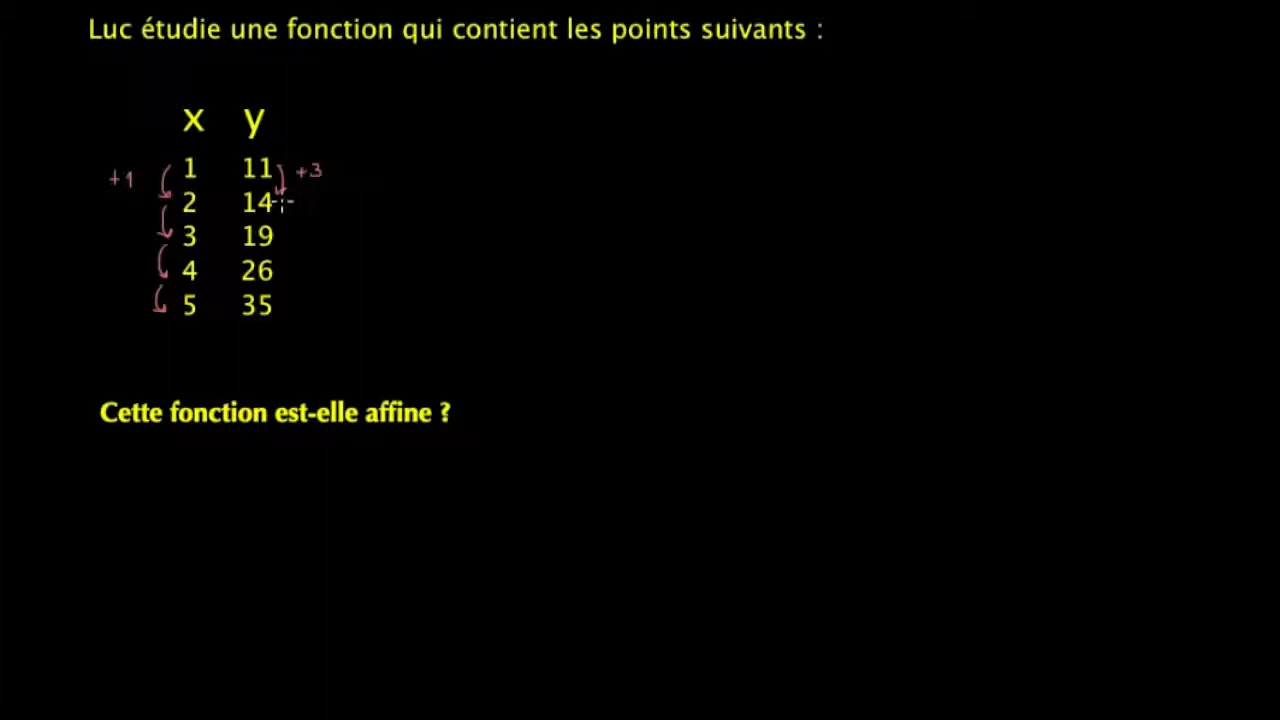 Luc étudie une fonction qui contient les points suivants :
x y
+1 1 11 +3
2 14
3 19
4 26
5 35
Cette fonction est-elle affine ?